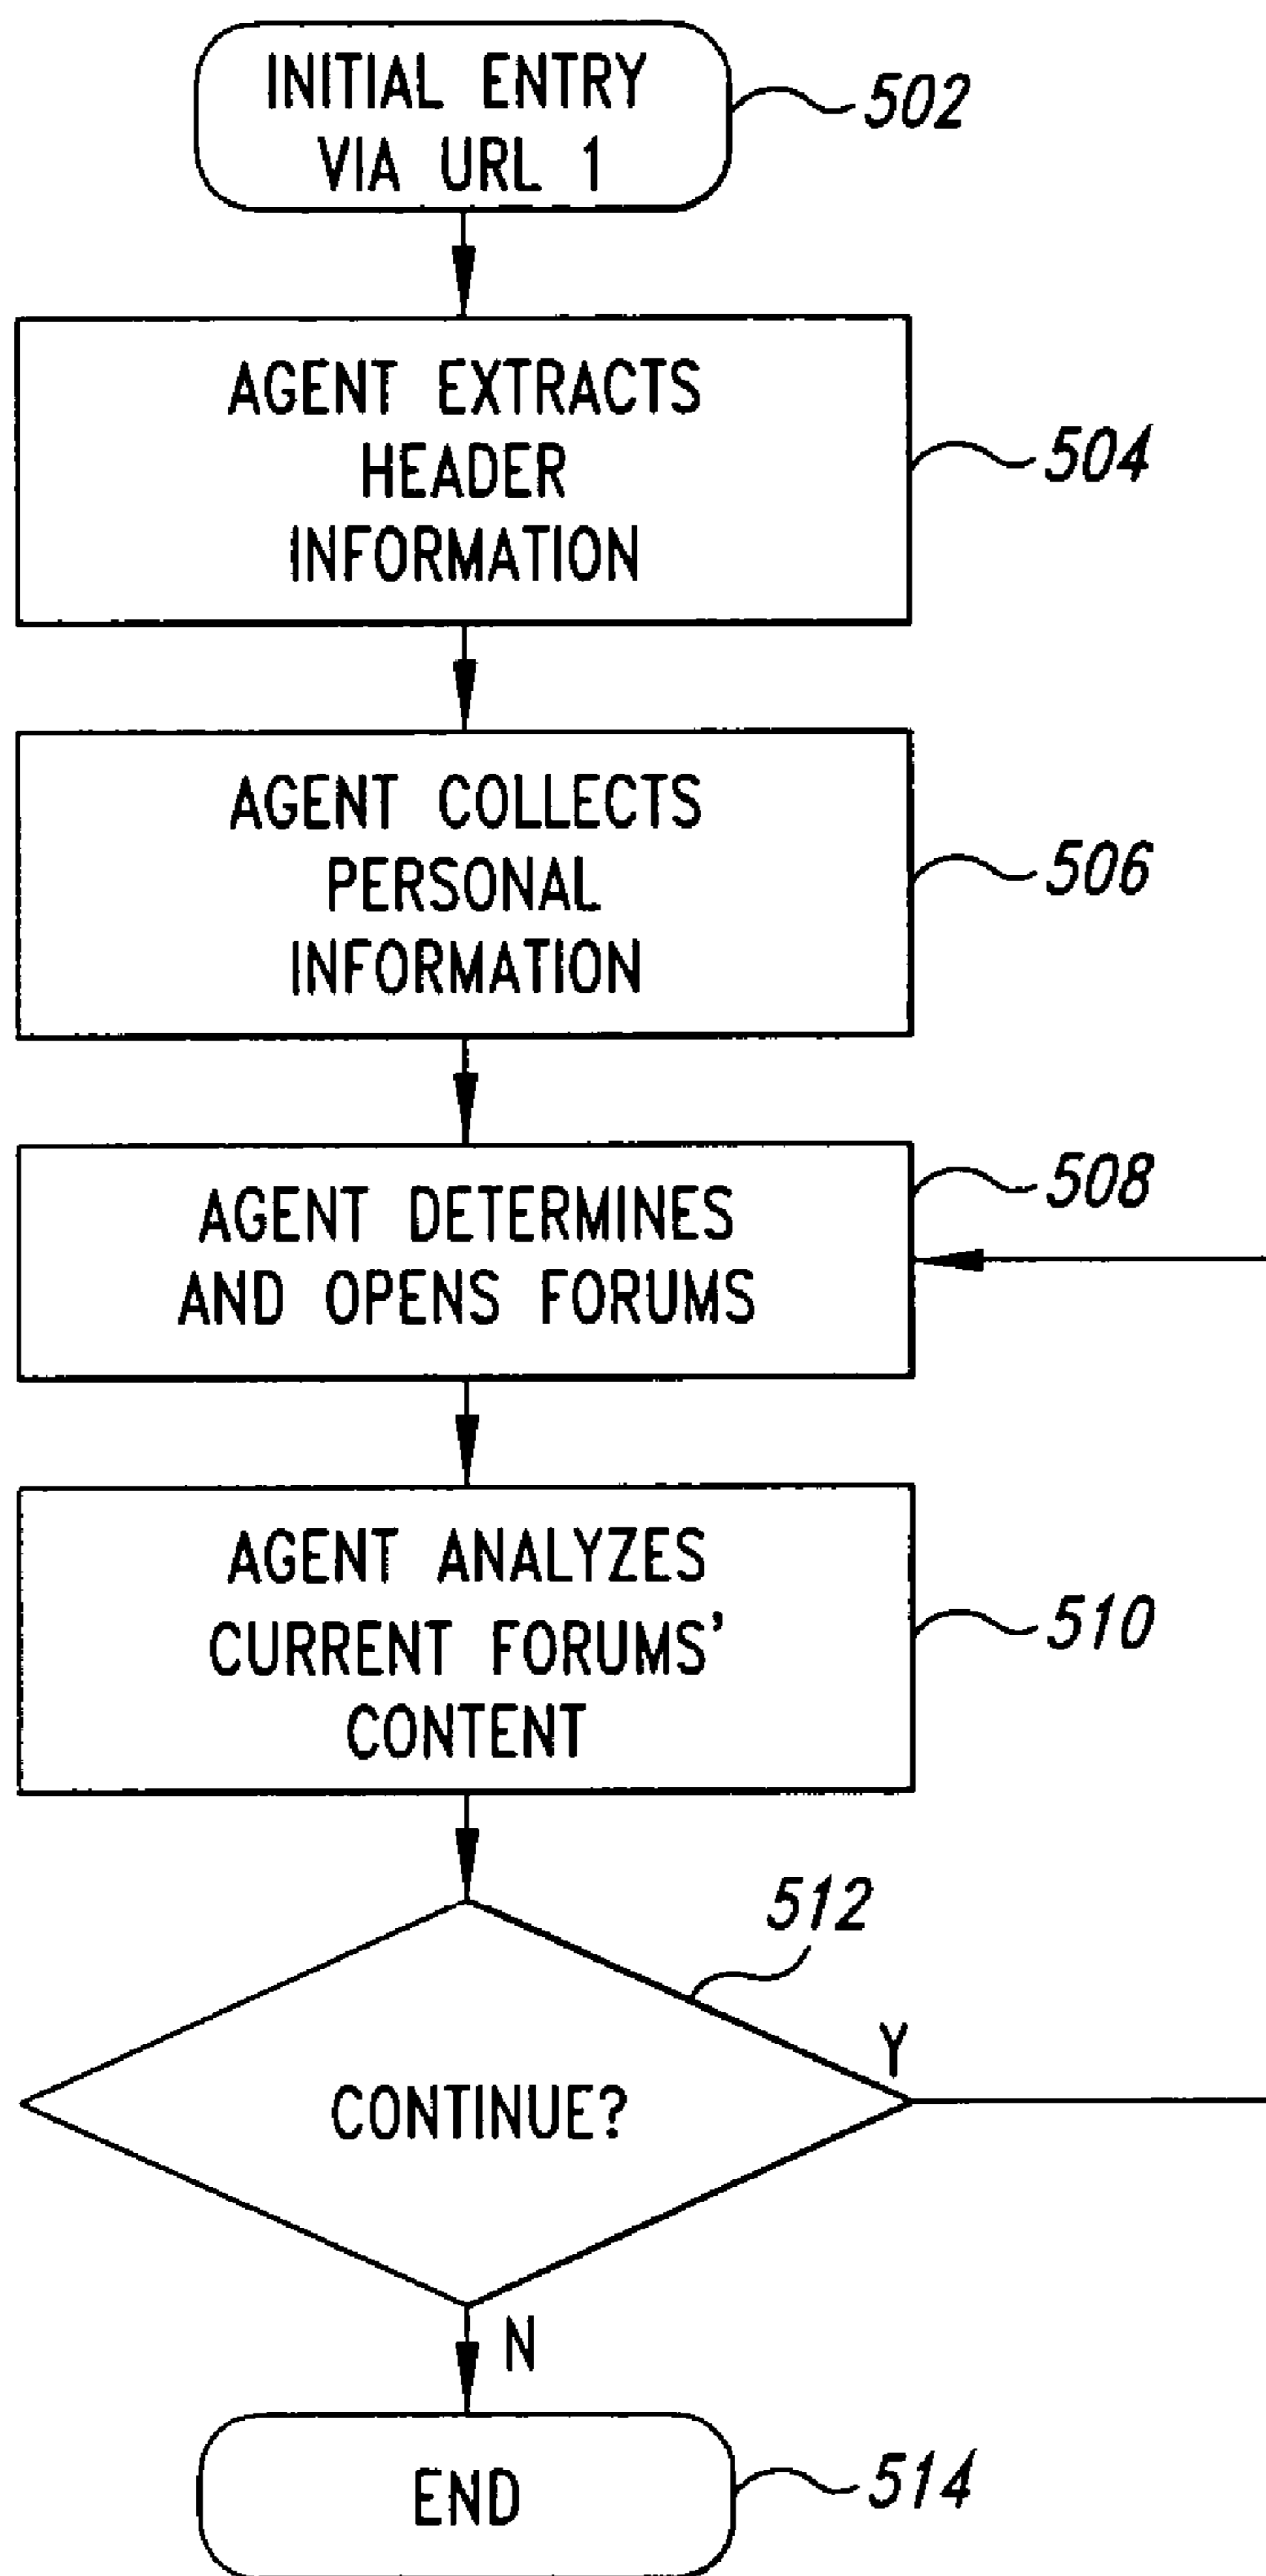 INITIAL ENTRY
VIA URL 1
502
AGENT EXTRACTS
HEADER
INFORMATION
504
AGENT COLLECTS
PERSONAL
INFORMATION
506
AGENT DETERMINES
AND OPENS FORUMS
508
AGENT ANALYZES
CURRENT FORUMS'
CONTENT
510
512
CONTINUE?
Y
N
END
514